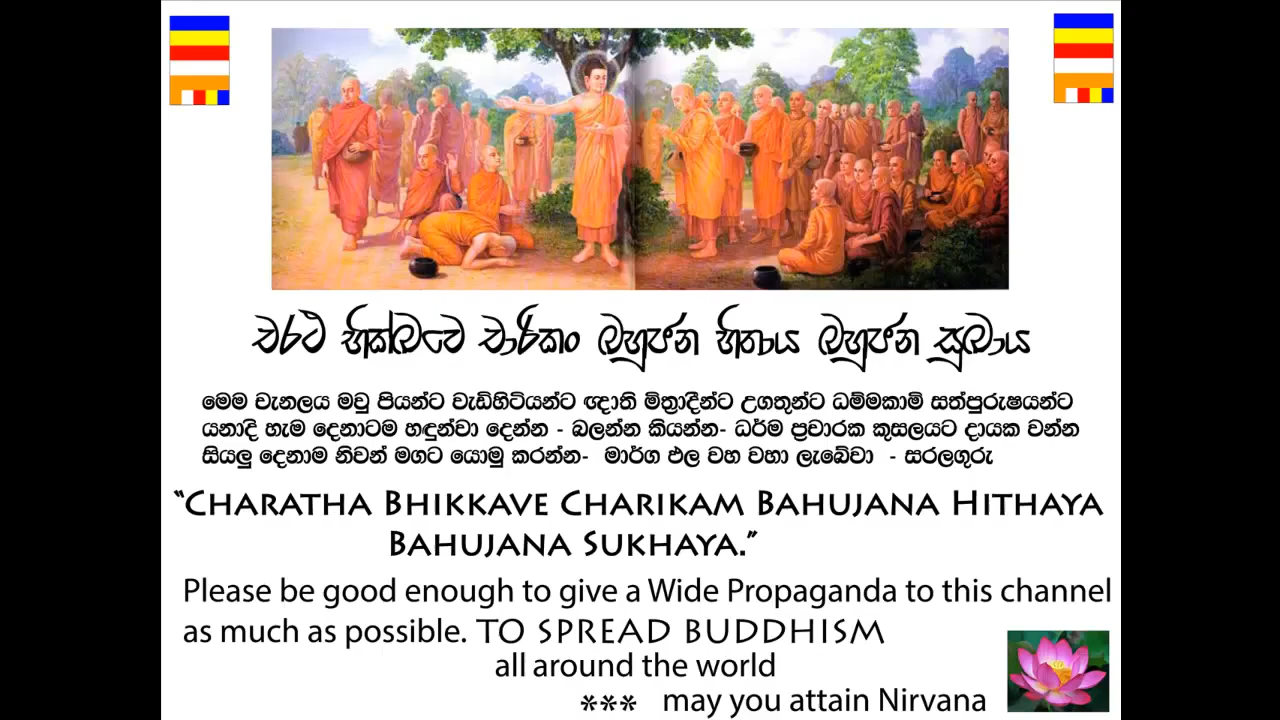 චරථ භික්ඛවෙ චාරිකං බහුජන හිතාය බහුජන සුඛාය
මෙම චැනලය මවු පියන්ට වැඩිහිටියන්ට ඥාති මිත්‍රාදීන්ට උගතුන්ට ධම්මකාමී සත්පුරුෂයන්ට
යනාදි හැම දෙනාටම හඳුන්වා දෙන්න - බලන්න කියන්න- ධර්ම ප්‍රචාරක කුසලයට දායක වන්න
සියලු දෙනාම නිවන් මගට යොමු කරන්න- මාර්ග ඵල වහ වහා ලැබේවා - සරලගුරු
“Charatha Bhikkave Charikam Bahujana Hithaya
Bahujana Sukhaya.”
Please be good enough to give a Wide Propaganda to this channel
as much as possible. TO SPREAD BUDDHISM
all around the world
*** may you attain Nirvana